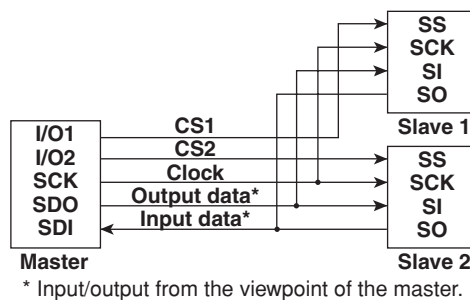 SS
SCK
SI
SO
Slave 1
I/O1
I/O2
SCK
SDO
SDI
Master
CS1
CS2
Clock
Output data*
Input data*
SS
SCK
SI
SO
Slave 2
* Input/output from the viewpoint of the master.